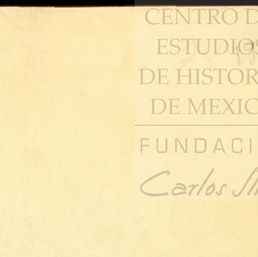 CENTRO D
ESTUDIOS
DE HISTOR
DE MEXIC
FUNDACI
Carlos Sl